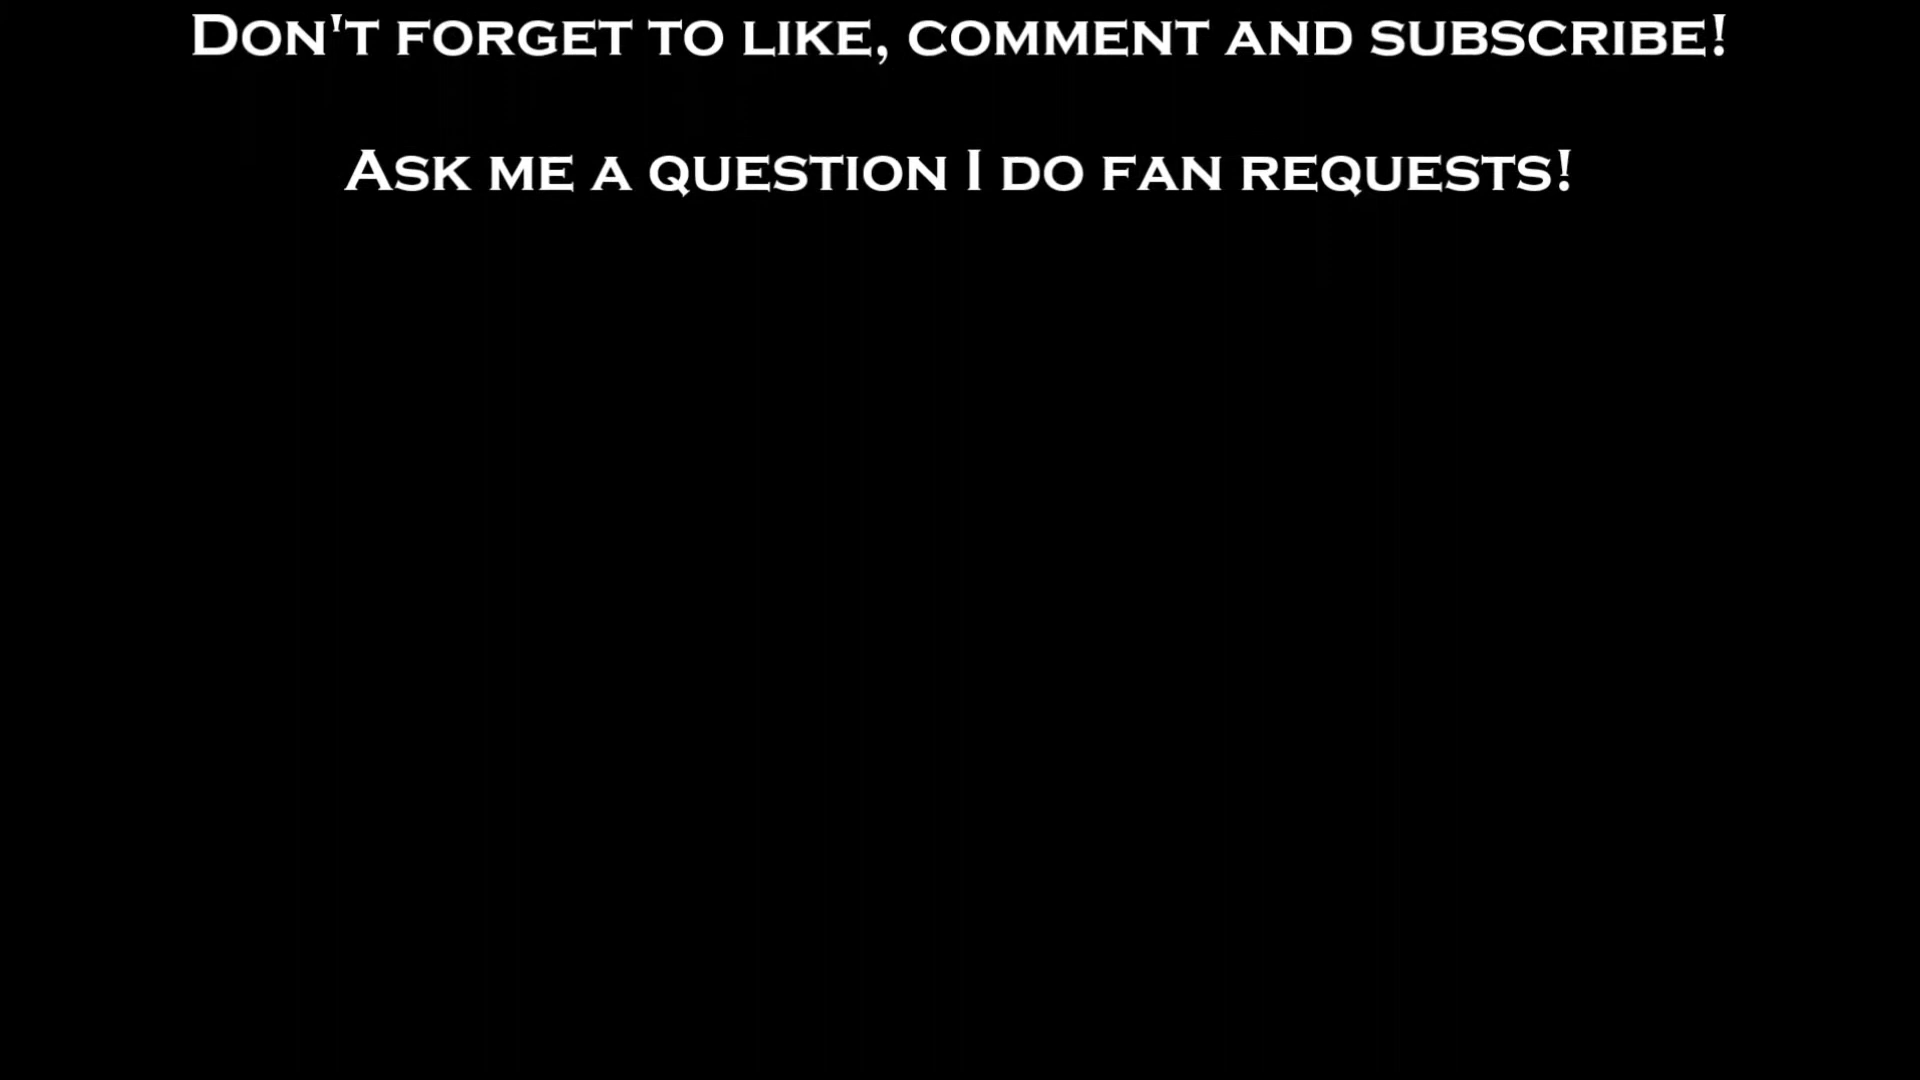 Don't forget to like, comment and subscribe!
Ask me a question I do fan requests!